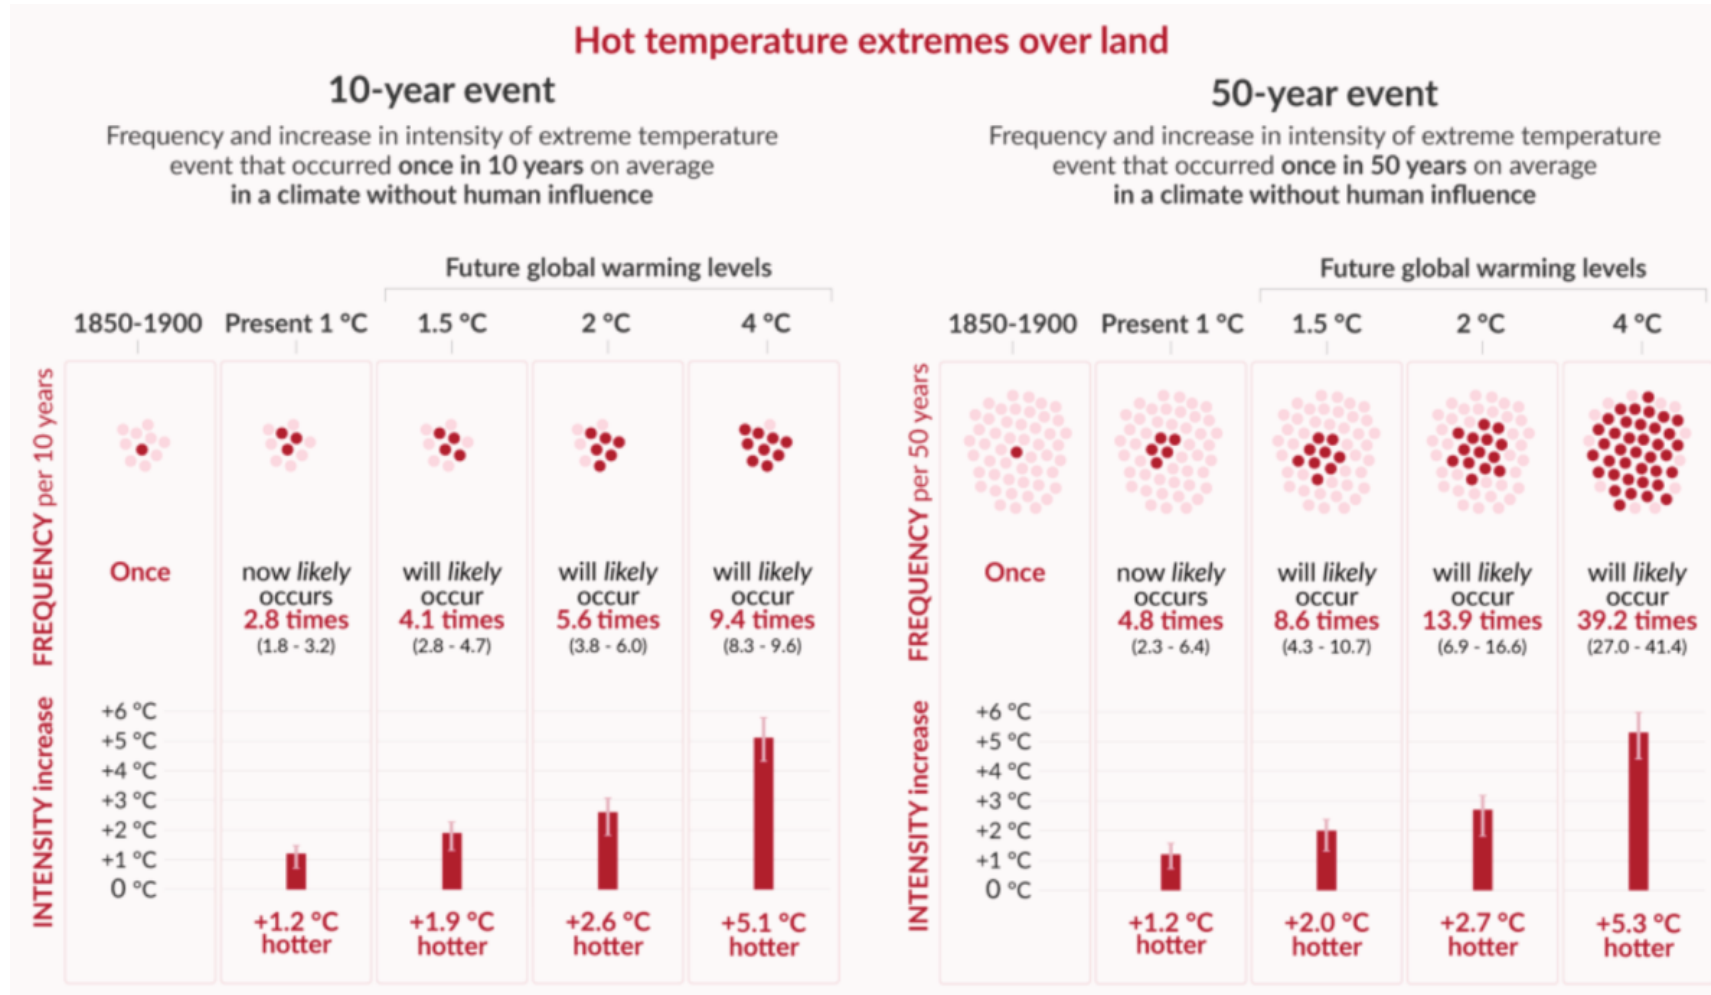 Hot temperature extremes over land
10-year event
Frequency and increase in intensity of extreme temperature
event that occurred once in 10 years on average
in a climate without human influence
Future global warming levels
1850-1900
Present 1 °C
1.5 °C
2 °C
4 °C
FREQUENCY per 10 years
Once
now likely
occurs
2.8 times
(1.8 - 3.2)
will likely
occur
4.1 times
(2.8 - 4.7)
will likely
occur
5.6 times
(3.8 - 6.0)
will likely
occur
9.4 times
(8.3 - 9.6)
INTENSITY increase
+6 °C
+5 °C
+4 °C
+3 °C
+2 °C
+1 °C
0 °C
+1.2 °C
hotter
+1.9 °C
hotter
+2.6 °C
hotter
+5.1 °C
hotter
50-year event
Frequency and increase in intensity of extreme temperature
event that occurred once in 50 years on average
in a climate without human influence
Future global warming levels
1850-1900
Present 1 °C
1.5 °C
2 °C
4 °C
FREQUENCY per 50 years
Once
now likely
occurs
4.8 times
(2.3 - 6.4)
will likely
occur
8.6 times
(4.3 - 10.7)
will likely
occur
13.9 times
(6.9 - 16.6)
will likely
occur
39.2 times
(27.0 - 41.4)
INTENSITY increase
+6 °C
+5 °C
+4 °C
+3 °C
+2 °C
+1 °C
0 °C
+1.2 °C
hotter
+2.0 °C
hotter
+2.7 °C
hotter
+5.3 °C
hotter